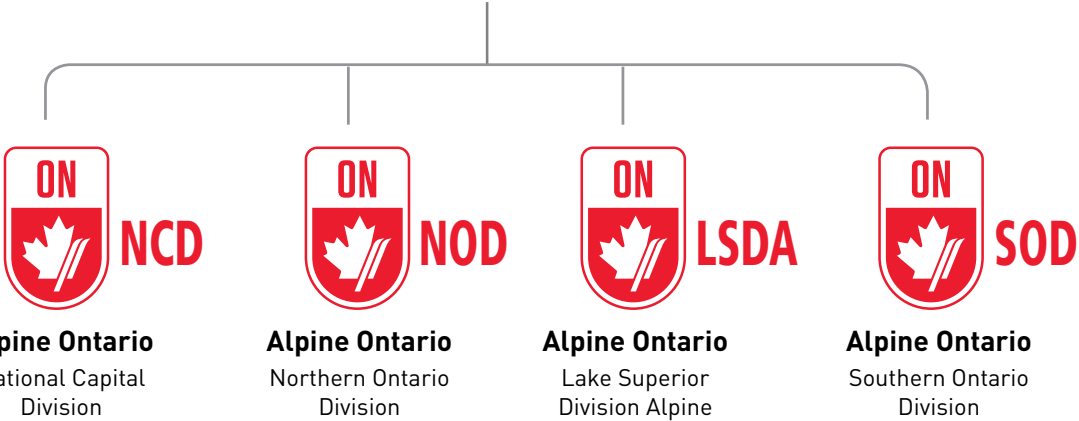 ON
NCD
pine Ontario
ational Capital
Division
ON
NOD
Alpine Ontario
Northern Ontario
Division
ON
LSDA
Alpine Ontario
Lake Superior
Division Alpine
ON
SOD
Alpine Ontario
Southern Ontario
Division